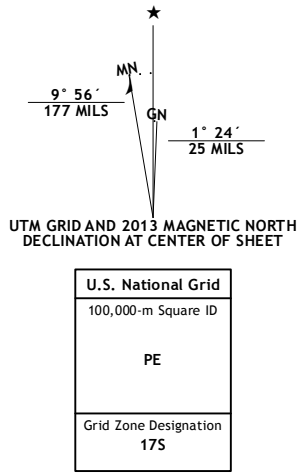 ★
MN
9° 56´
177 MILS
GN
1° 24´
25 MILS
UTM GRID AND 2013 MAGNETIC NORTH
DECLINATION AT CENTER OF SHEET
U.S. National Grid
100,000-m Square ID
PE
Grid Zone Designation
17S